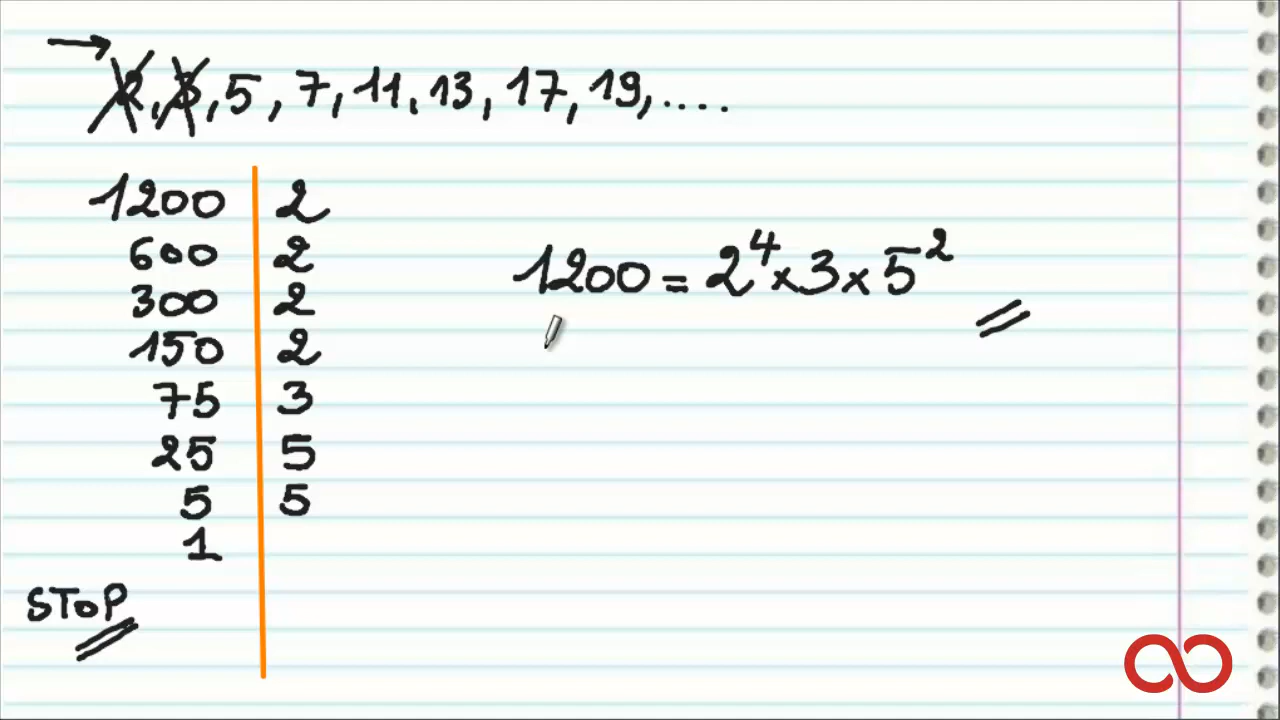 2, 3, 5, 7, 11, 13, 17, 19, ....
1200 | 2
600 | 2
300 | 2
150 | 2
75 | 3
25 | 5
5 | 5
1
STOP
1200 = 2⁴ × 3 × 5²